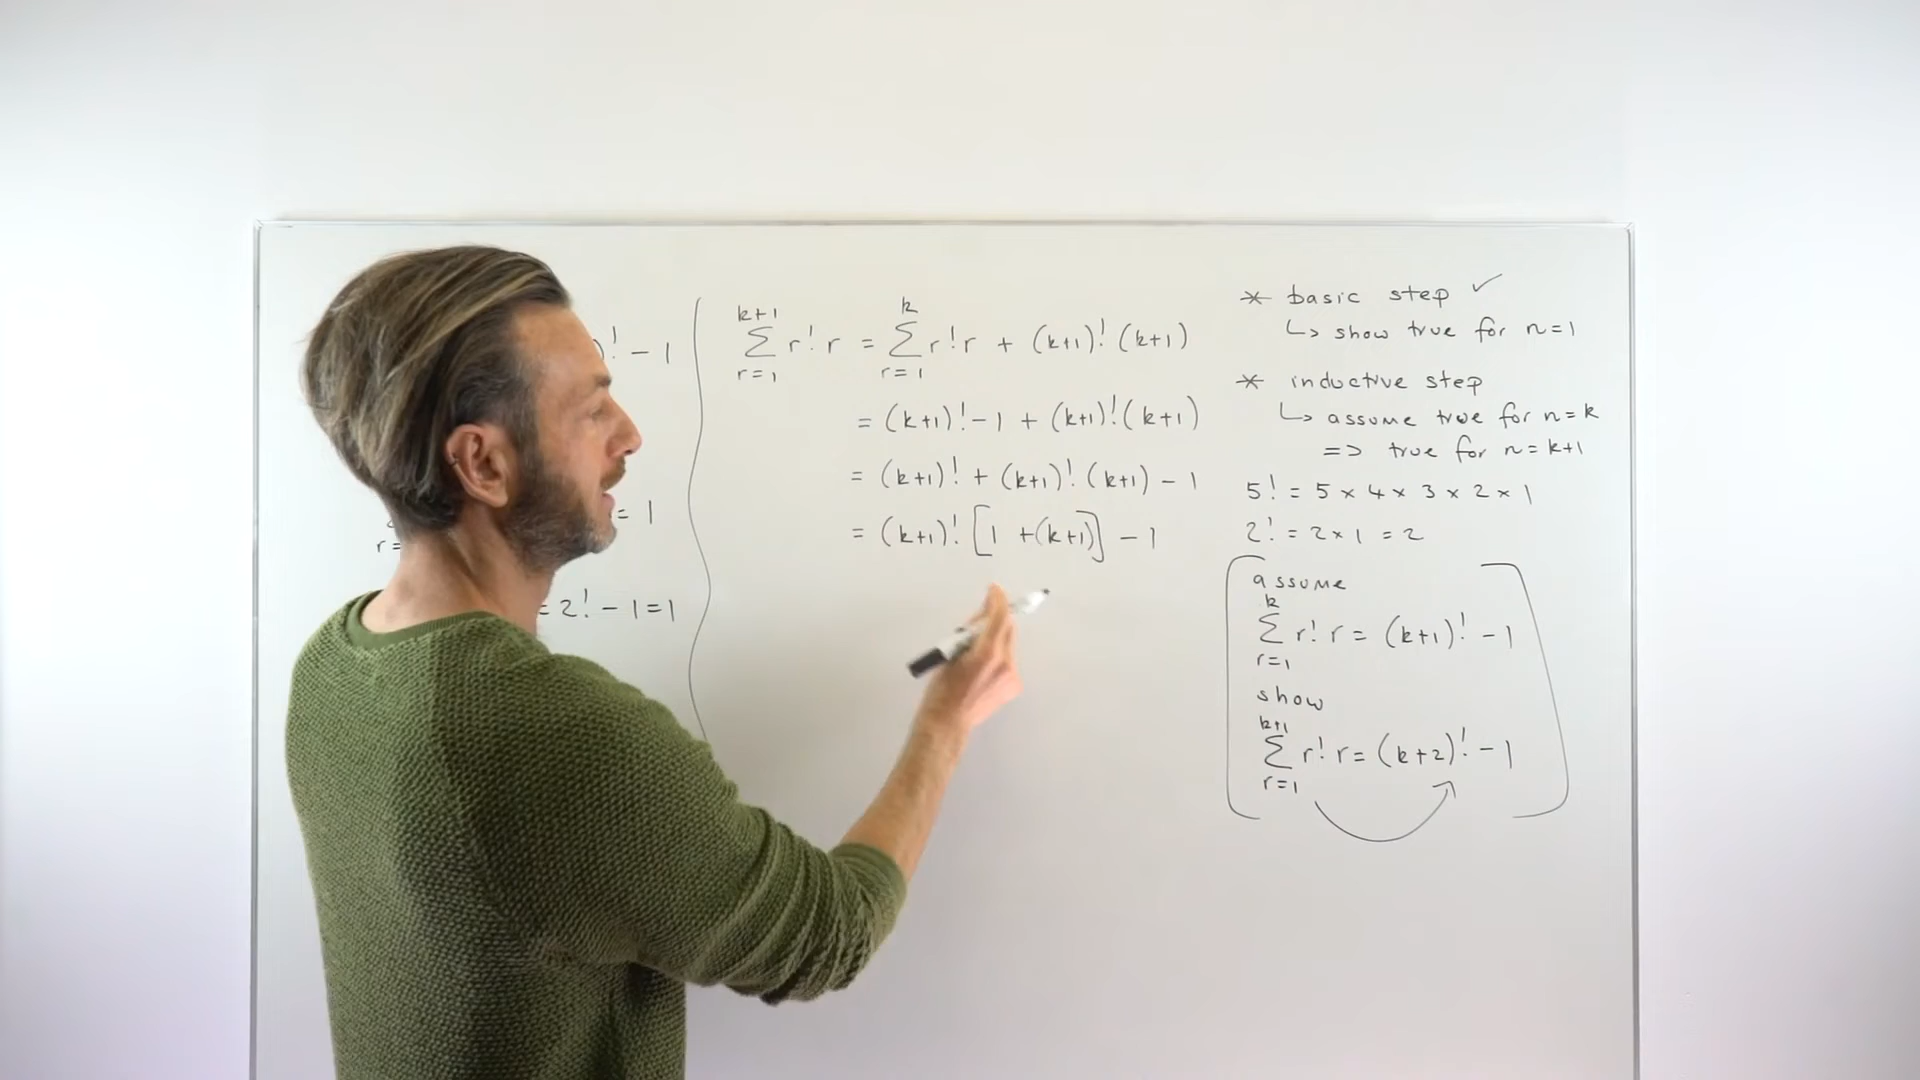 )! - 1
= 1
r=
= 2! - 1 = 1
k+1
∑ r! r = ∑ r! r + (k+1)! (k+1)
r=1
k
r=1
= (k+1)! - 1 + (k+1)! (k+1)
= (k+1)! + (k+1)! (k+1) - 1
= (k+1)! [1 + (k+1)] - 1
* basic step ✓
↳ show true for n=1
* inductive step
↳ assume true for n=k
=> true for n=k+1
5! = 5 × 4 × 3 × 2 × 1
2! = 2 × 1 = 2
assume
k
∑ r! r = (k+1)! - 1
r=1
show
k+1
∑ r! r = (k+2)! - 1
r=1